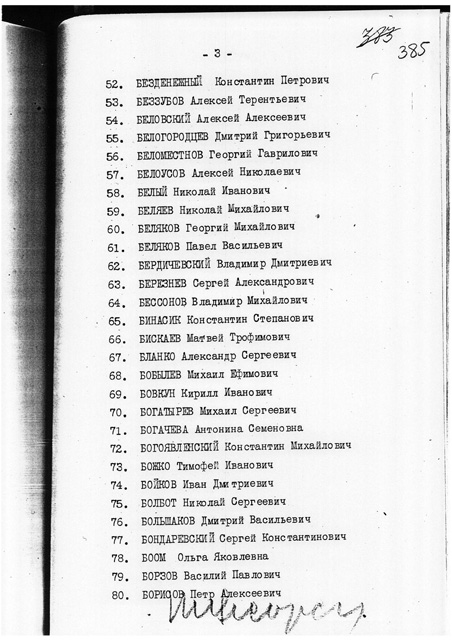 383
385
- 3 -
52. БЕЗДЕНЕЖНЫЙ Константин Петрович
53. БЕЗЗУБОВ Алексей Терентьевич
54. БЕЛОВСКИЙ Алексей Алексеевич
55. БЕЛОГОРОДЦЕВ Дмитрий Григорьевич
56. БЕЛОМЕСТНОВ Георгий Гаврилович
57. БЕЛОУСОВ Алексей Николаевич
58. БЕЛЫЙ Николай Иванович
59. БЕЛЯЕВ Николай Михайлович
60. БЕЛЯКОВ Георгий Михайлович
61. БЕЛЯКОВ Павел Васильевич
62. БЕРДИЧЕВСКИЙ Владимир Дмитриевич
63. БЕРЕЗНЕВ Сергей Александрович
64. БЕССОНОВ Владимир Михайлович
65. БИНАСИК Константин Степанович
66. БИСКАЕВ Матвей Трофимович
67. БЛАНКО Александр Сергеевич
68. БОБЫЛЕВ Михаил Ефимович
69. БОВКУН Кирилл Иванович
70. БОГАТЫРЕВ Михаил Сергеевич
71. БОГАЧЕВА Антонина Семеновна
72. БОГОЯВЛЕНСКИЙ Константин Михайлович
73. БОЖКО Тимофей Иванович
74. БОЙКОВ Иван Дмитриевич
75. БОЛБОТ Николай Сергеевич
76. БОЛЬШАКОВ Дмитрий Васильевич
77. БОНДАРЕВСКИЙ Сергей Константинович
78. БООМ Ольга Яковлевна
79. БОРЗОВ Василий Павлович
80. БОРИСОВ Петр Алексеевич